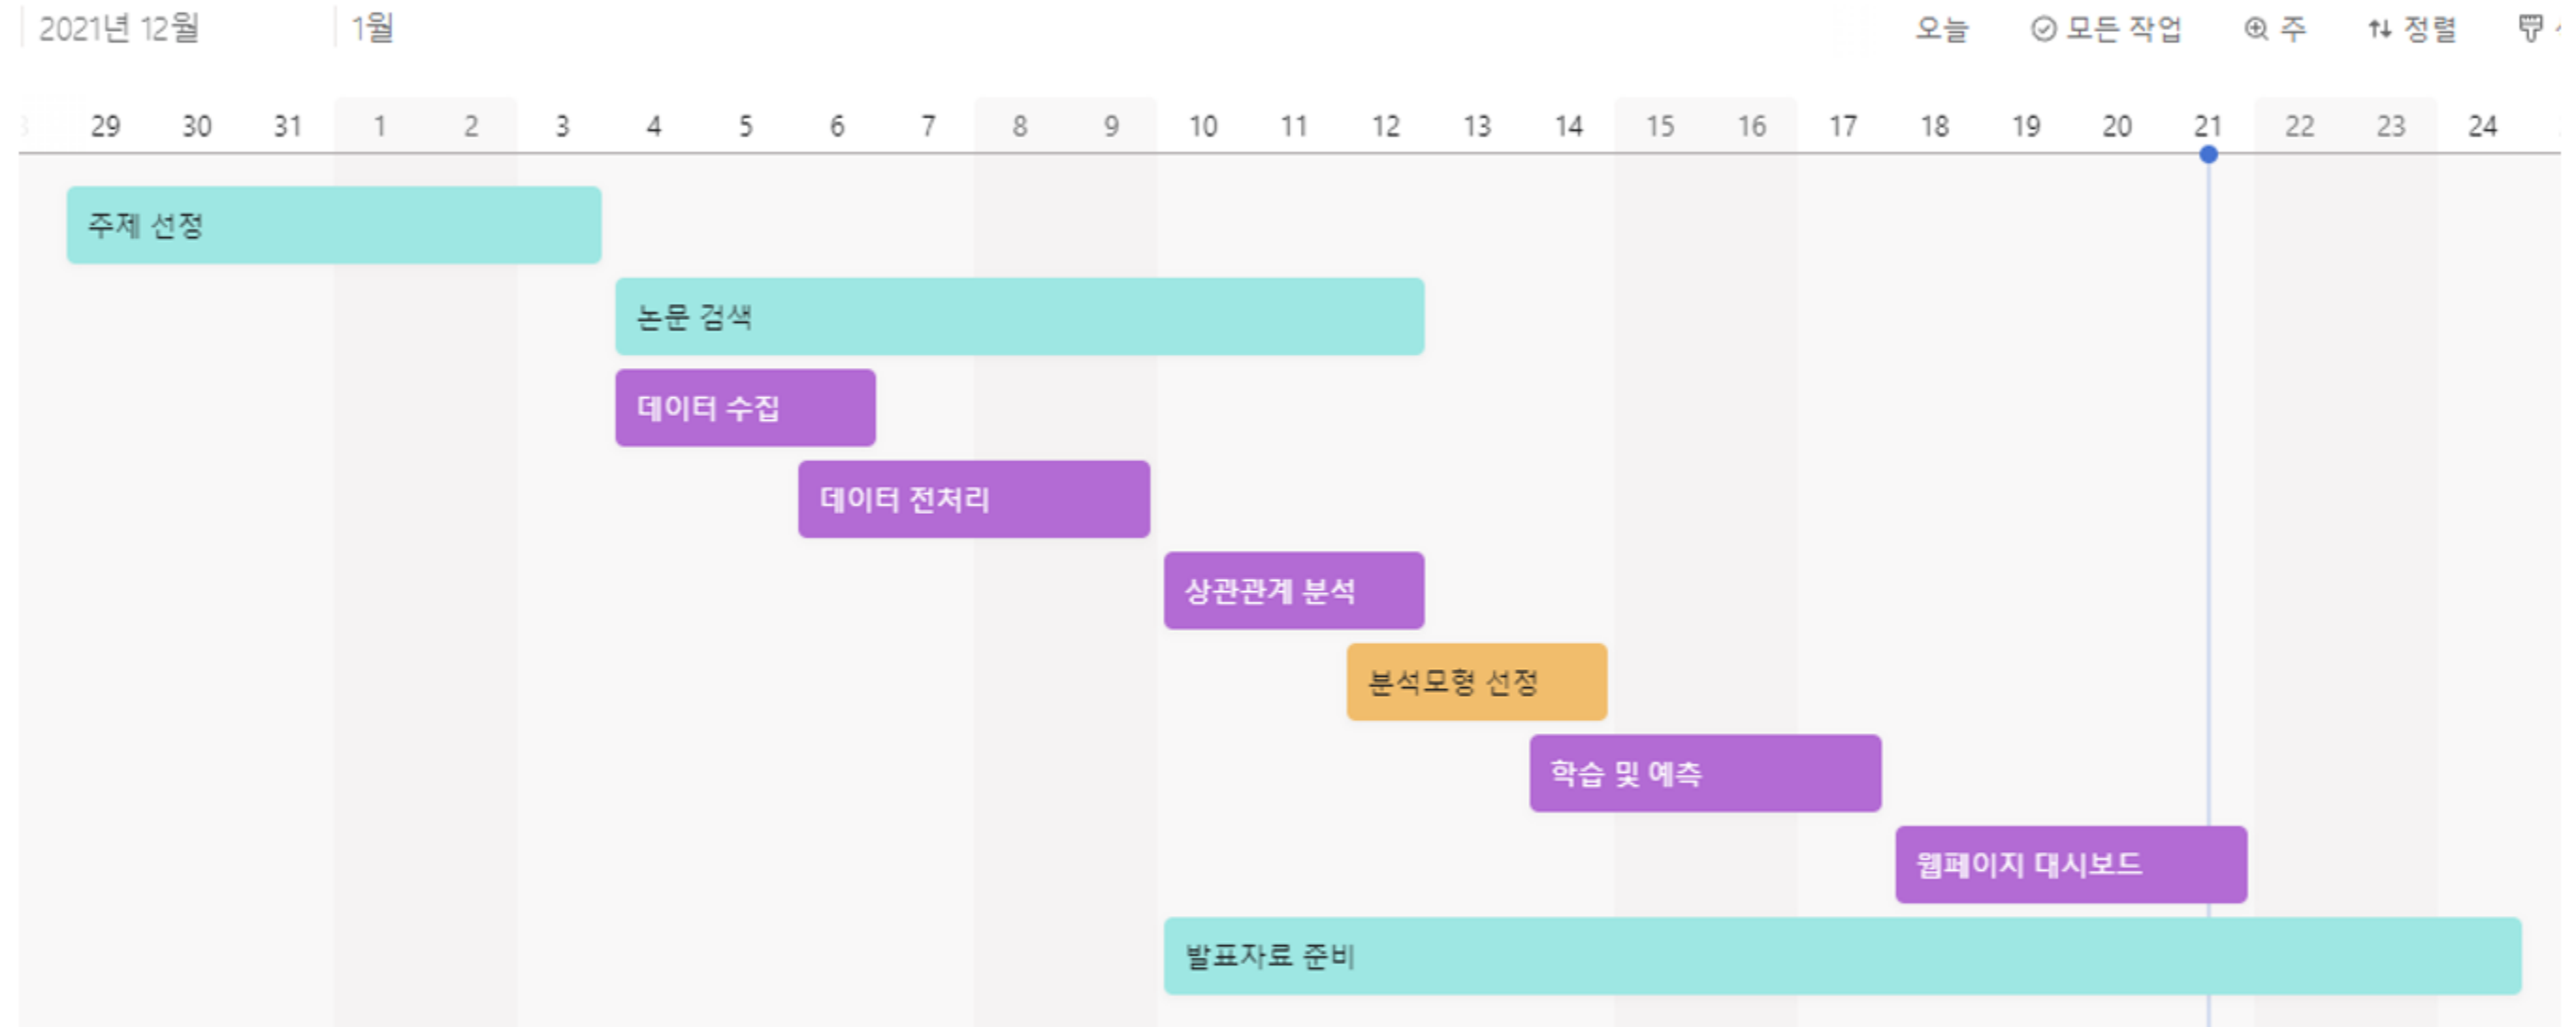 2021년 12월 1월 오늘 모든 작업 주 정렬
29 30 31 1 2 3 4 5 6 7 8 9 10 11 12 13 14 15 16 17 18 19 20 21 22 23 24
주제 선정
논문 검색
데이터 수집
데이터 전처리
상관관계 분석
분석모형 선정
학습 및 예측
웹페이지 대시보드
발표자료 준비